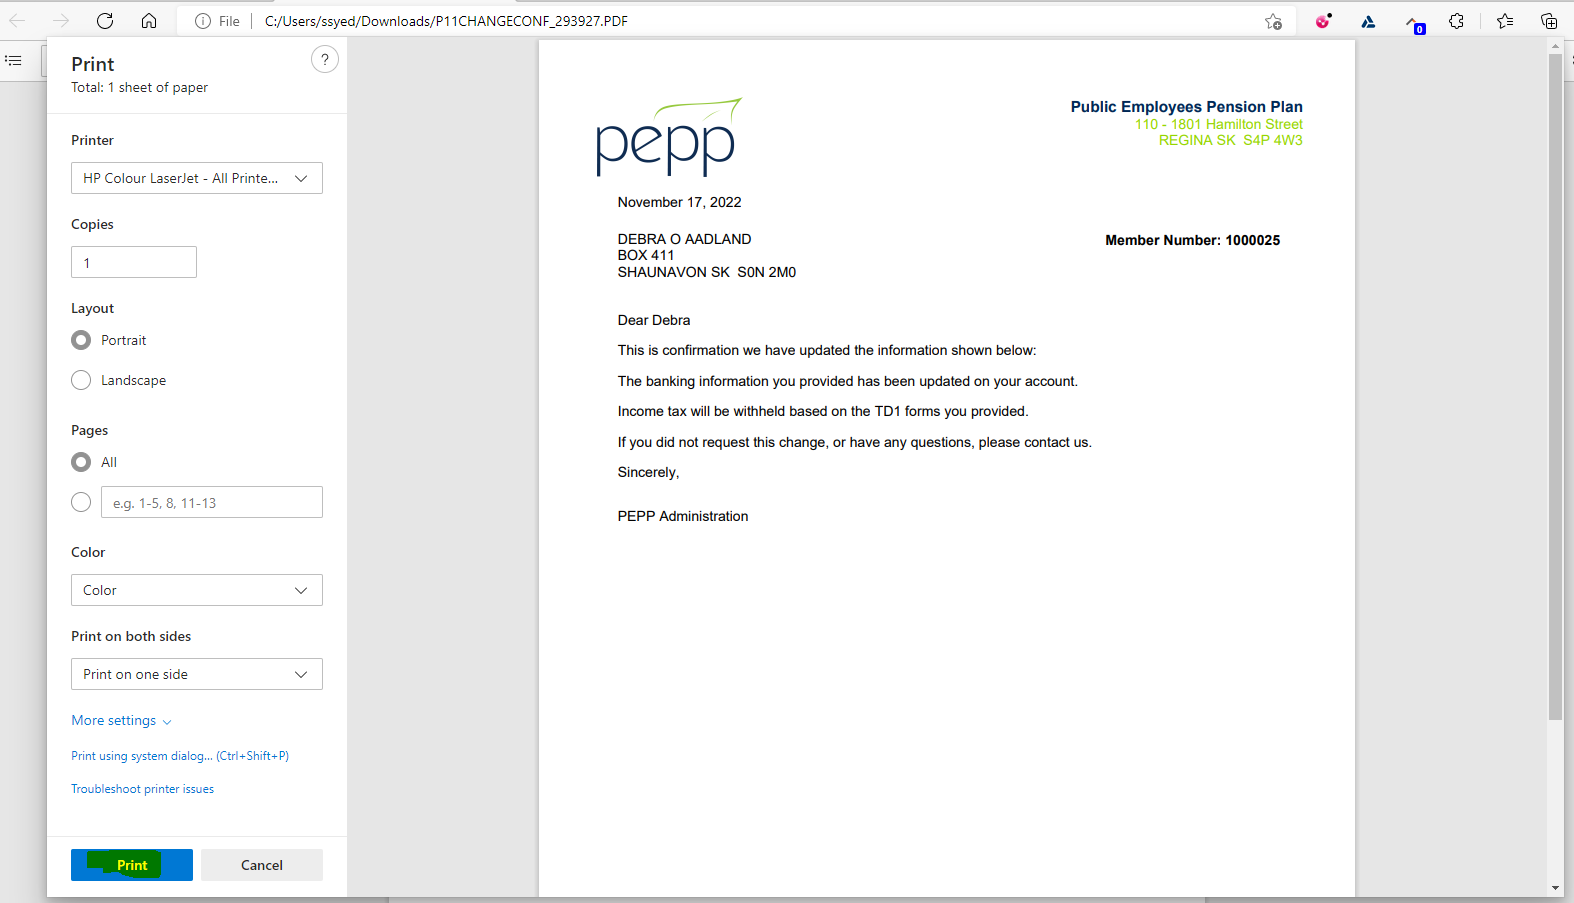 File
C:/Users/ssyed/Downloads/P11CHANGECONF_293927.PDF
0
Print
Total: 1 sheet of paper
?
Printer
HP Colour LaserJet - All Printe...
Copies
1
Layout
Portrait
Landscape
Pages
All
e.g. 1-5, 8, 11-13
Color
Color
Print on both sides
Print on one side
More settings
Print using system dialog... (Ctrl+Shift+P)
Troubleshoot printer issues
Print
Cancel
pepp
Public Employees Pension Plan
110 - 1801 Hamilton Street
REGINA SK S4P 4W3
November 17, 2022
DEBRA O AADLAND
BOX 411
SHAUNAVON SK S0N 2M0
Member Number: 1000025
Dear Debra
This is confirmation we have updated the information shown below:
The banking information you provided has been updated on your account.
Income tax will be withheld based on the TD1 forms you provided.
If you did not request this change, or have any questions, please contact us.
Sincerely,
PEPP Administration